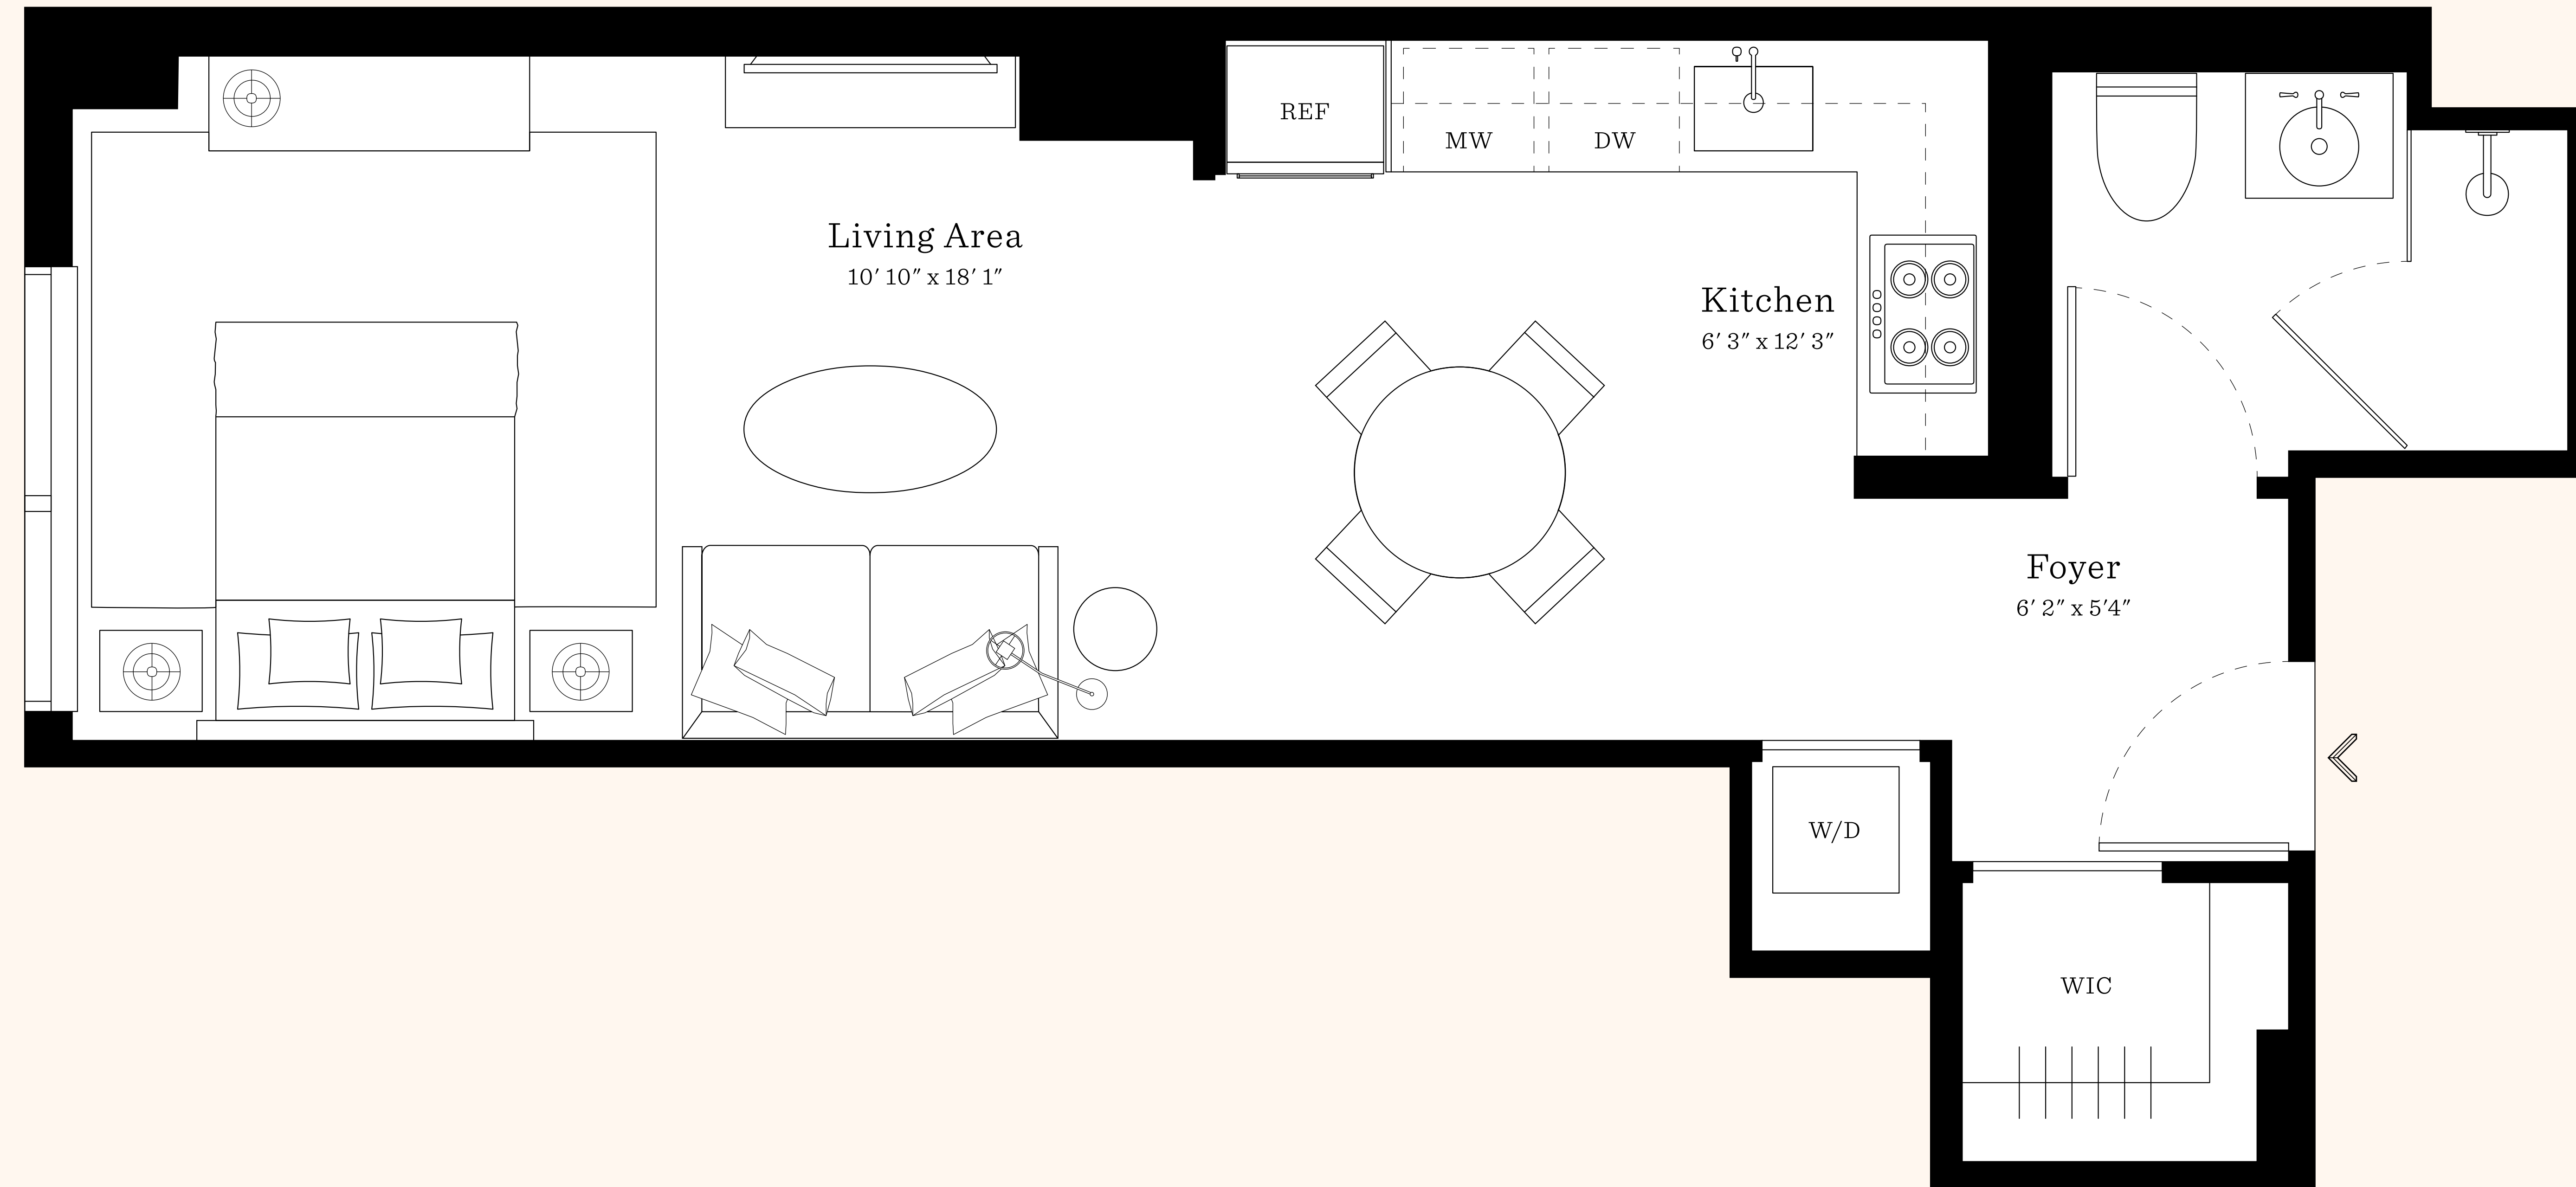 REF
MW
DW
Living Area
10′ 10″ x 18′ 1″
Kitchen
6′ 3″ x 12′ 3″
Foyer
6′ 2″ x 5′4″
W/D
WIC